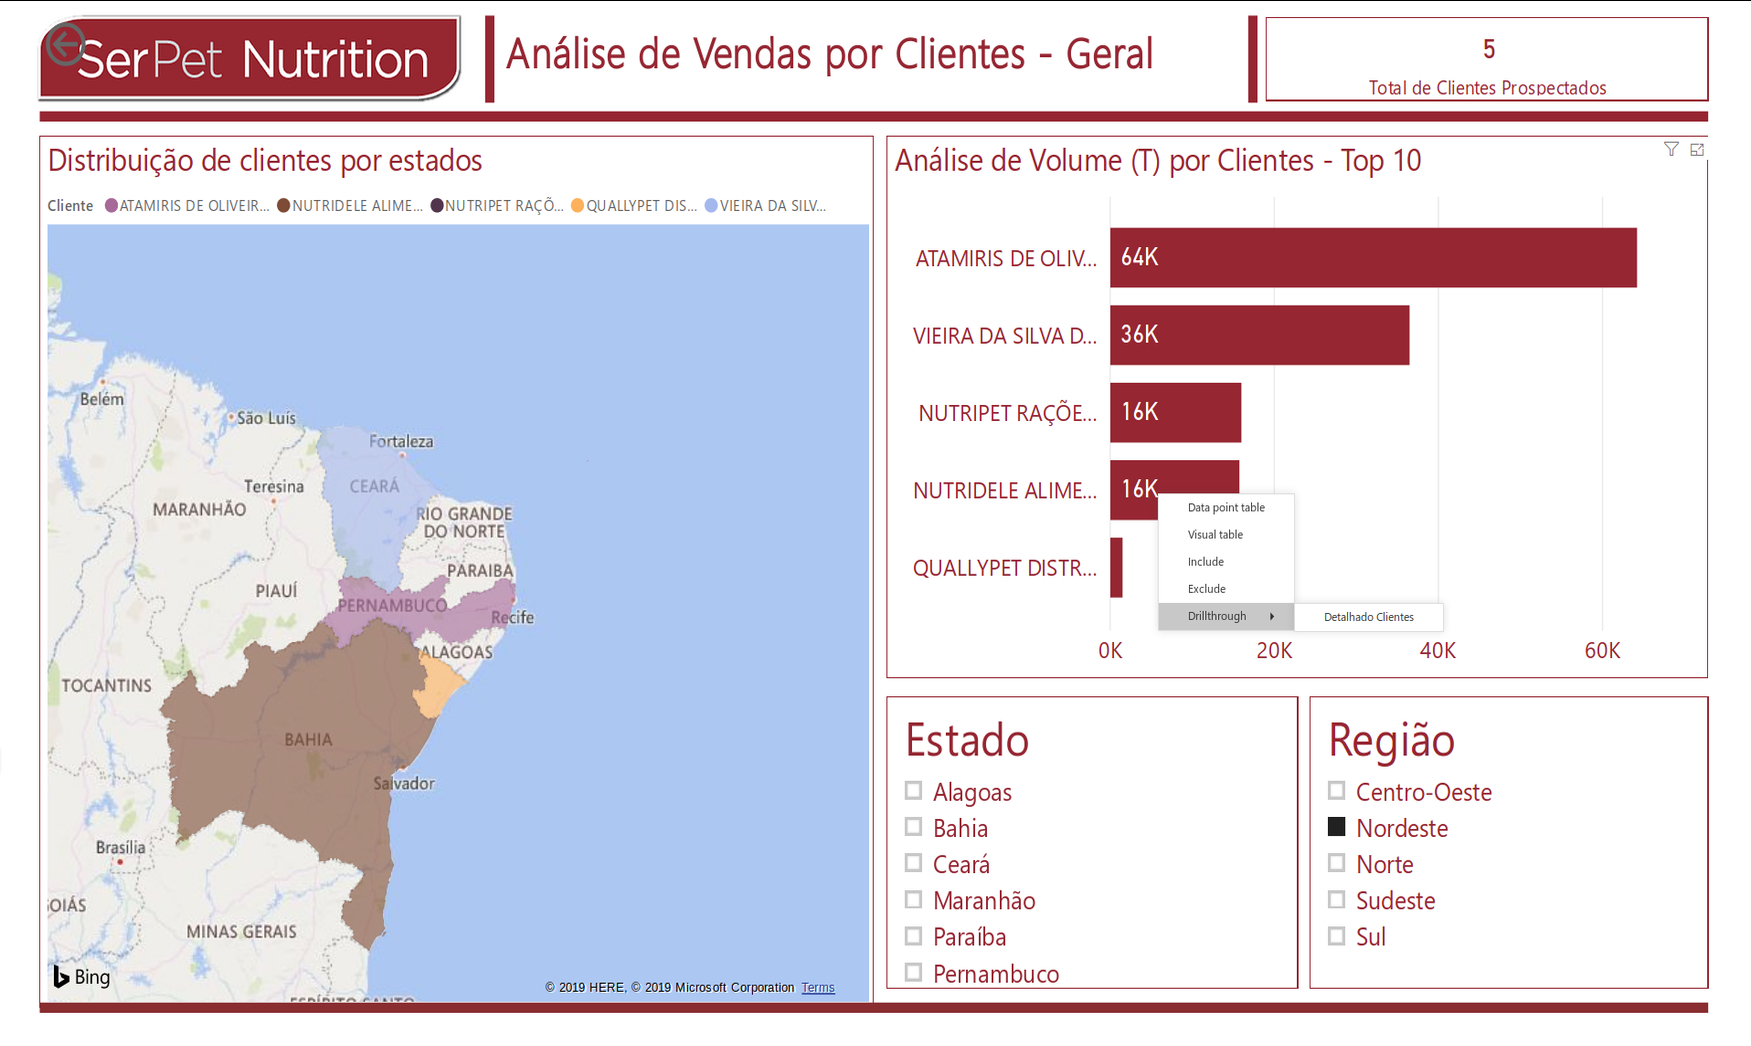 SerPet Nutrition
Análise de Vendas por Clientes - Geral
5
Total de Clientes Prospectados
Distribuição de clientes por estados
Cliente ATAMIRIS DE OLIVEIR... NUTRIDELE ALIME... NUTRIPET RAÇÕ... QUALLYPET DIS... VIEIRA DA SILV...
Belém
São Luís
Fortaleza
Teresina
CEARÁ
MARANHÃO
RIO GRANDE
DO NORTE
PARAIBA
PIAUÍ
PERNAMBUCO
Recife
ALAGOAS
TOCANTINS
BAHIA
Salvador
Brasília
GOIÁS
MINAS GERAIS
ESPÍRITO SANTO
Bing
© 2019 HERE, © 2019 Microsoft Corporation Terms
Análise de Volume (T) por Clientes - Top 10
ATAMIRIS DE OLIV... 64K
VIEIRA DA SILVA D... 36K
NUTRIPET RAÇÕE... 16K
NUTRIDELE ALIME... 16K
QUALLYPET DISTR...
Data point table
Visual table
Include
Exclude
Drillthrough
Detalhado Clientes
0K 20K 40K 60K
Estado
Alagoas
Bahia
Ceará
Maranhão
Paraíba
Pernambuco
Região
Centro-Oeste
Nordeste
Norte
Sudeste
Sul